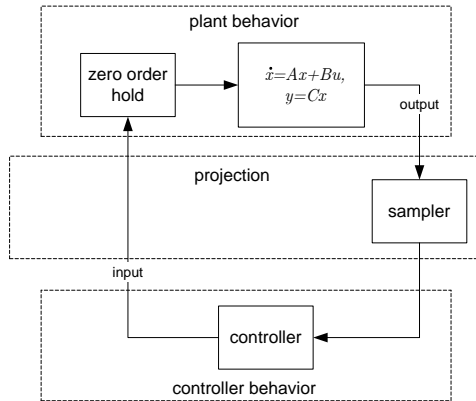 plant behavior
zero order
hold
ẋ=Ax+Bu,
y=Cx
output
projection
sampler
input
controller
controller behavior